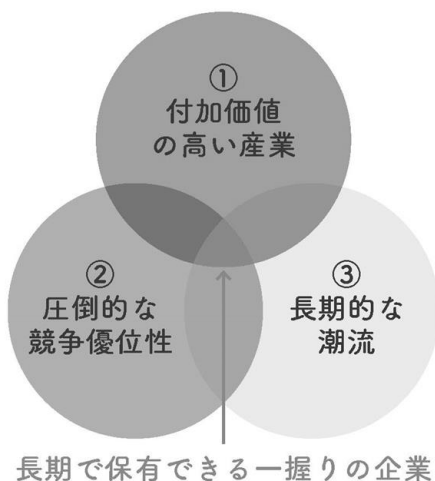 ①
付加価値
の高い産業
②
圧倒的な
競争優位性
③
長期的な
潮流
長期で保有できる一握りの企業